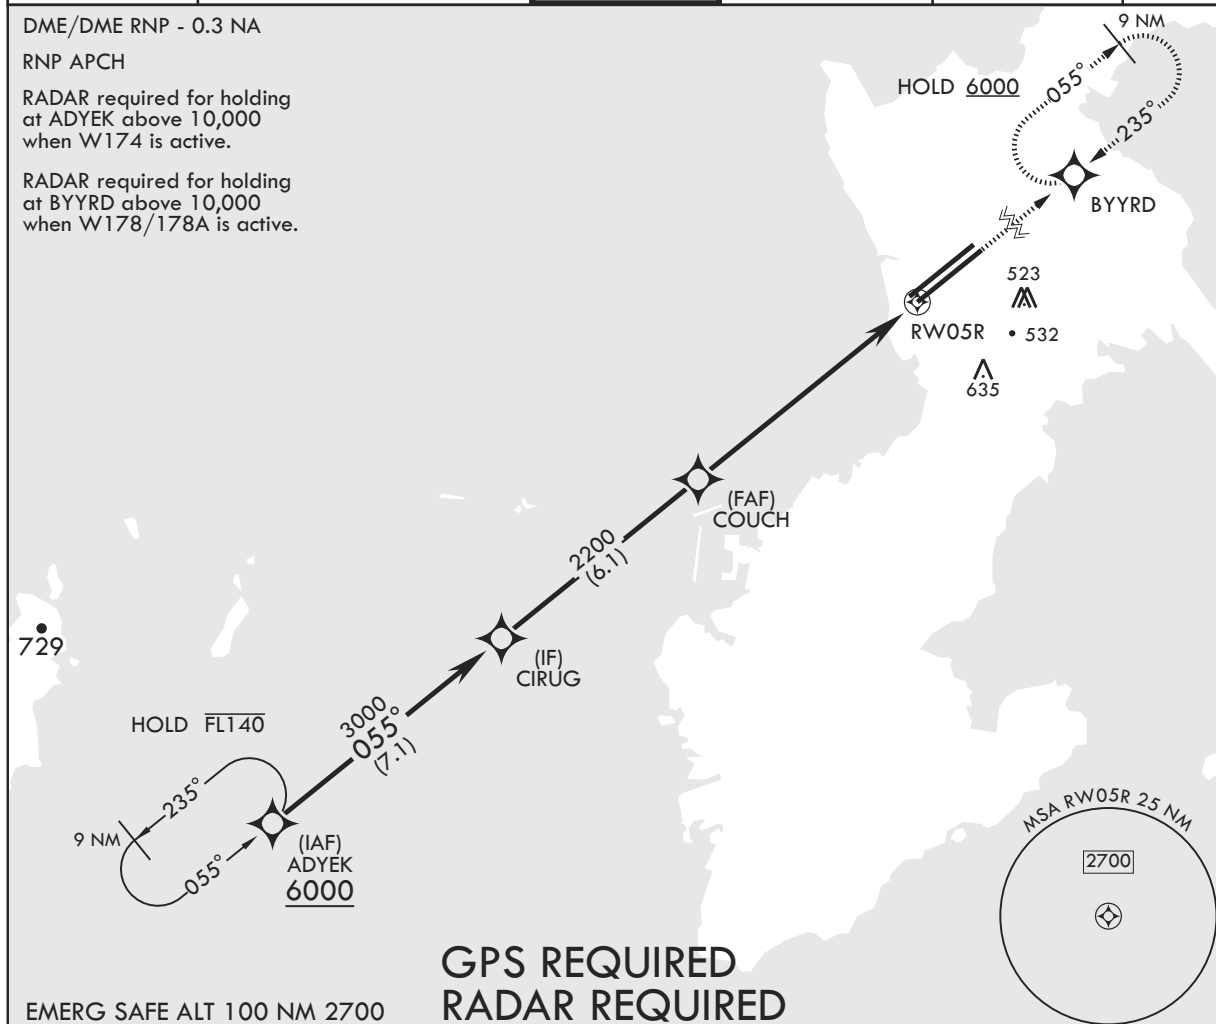 DME/DME RNP - 0.3 NA
RNP APCH
RADAR required for holding
at ADYEK above 10,000
when W174 is active.
RADAR required for holding
at BYYRD above 10,000
when W178/178A is active.
9 NM
HOLD 6000
055°
235°
BYYRD
523
RW05R
532
635
(FAF)
COUCH
2200
(6.1)
729
(IF)
CIRUG
3000
055°
(7.1)
HOLD FL140
235°
9 NM
055°
(IAF)
ADYEK
6000
MSA RW05R 25 NM
2700
GPS REQUIRED
RADAR REQUIRED
EMERG SAFE ALT 100 NM 2700